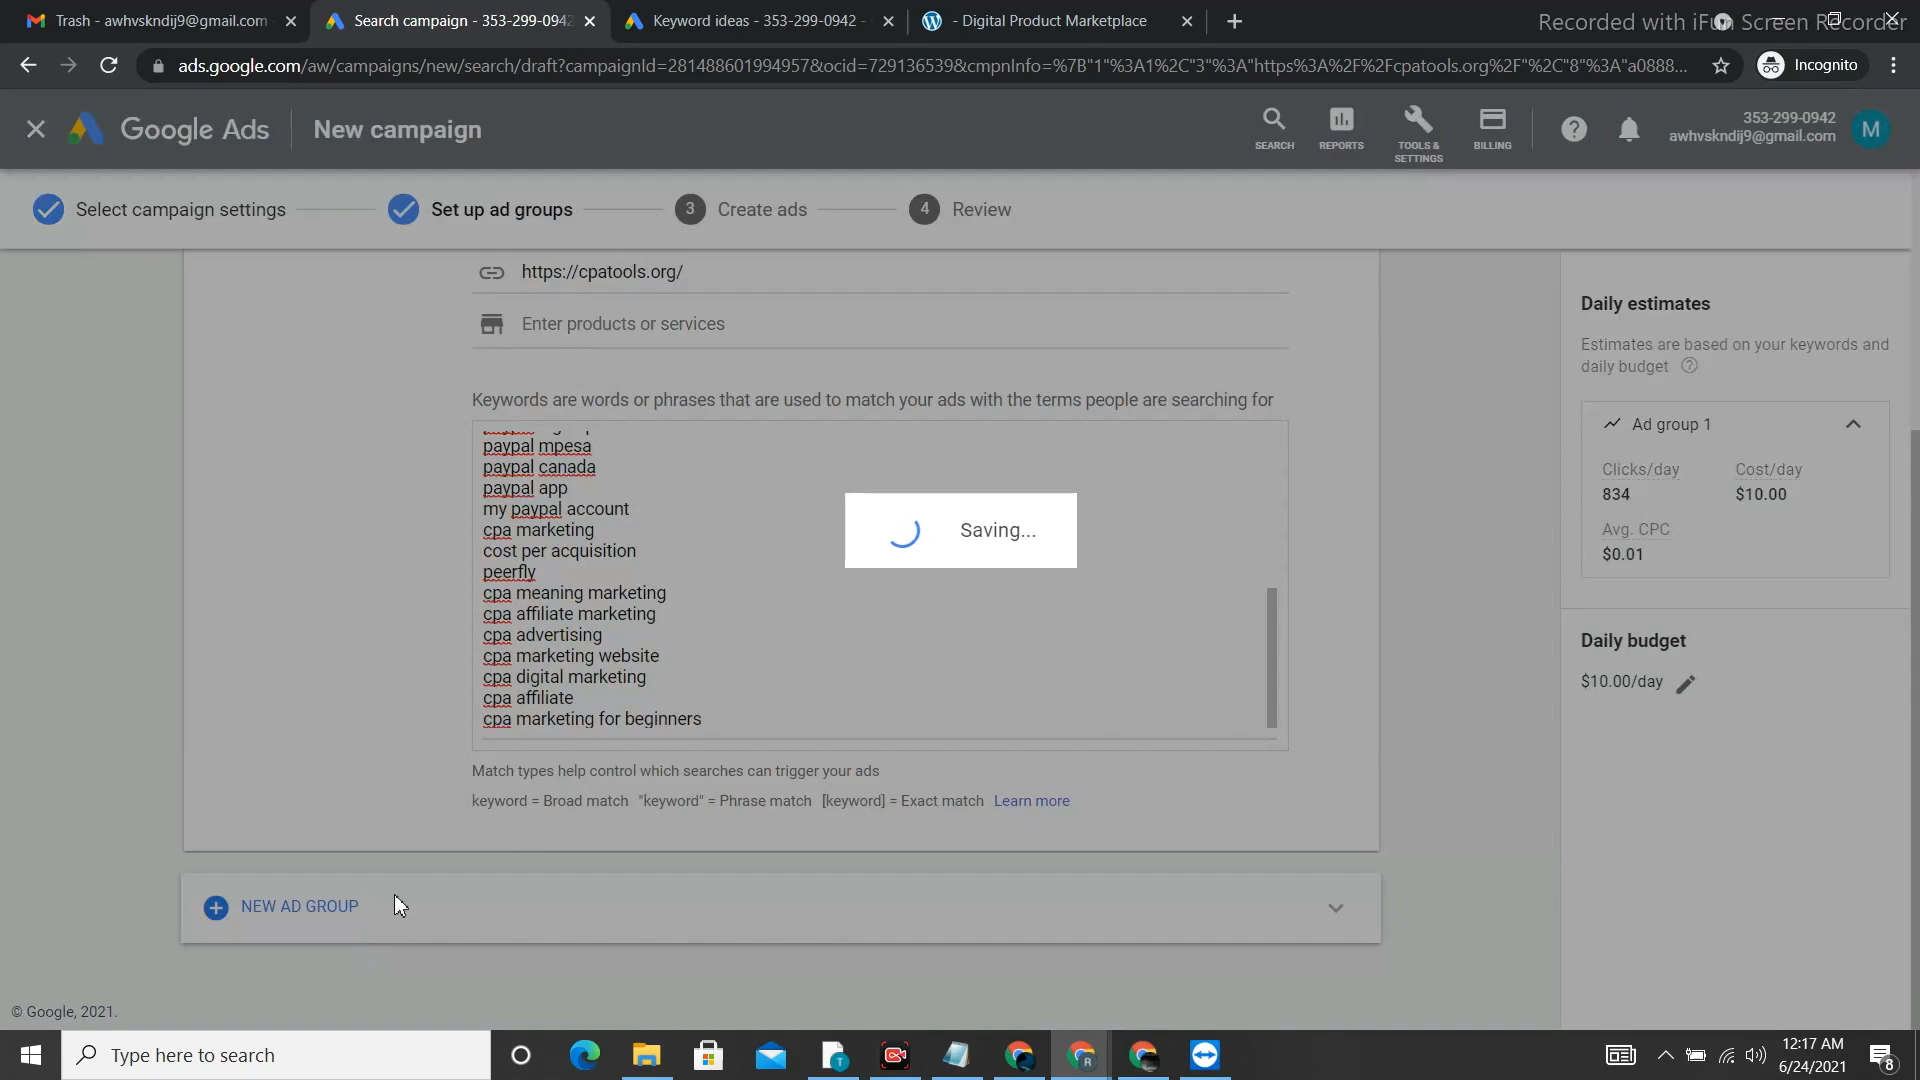 Trash - awhvskndij9@gmail.com
Search campaign - 353-299-0942
Keyword ideas - 353-299-0942 -
- Digital Product Marketplace
Recorded with iFun Screen Recorder
ads.google.com/aw/campaigns/new/search/draft?campaignId=281488601994957&ocid=729136539&cmpnInfo=%7B"1"%3A1%2C"3"%3A"https%3A%2F%2Fcpatools.org%2F"%2C"8"%3A"a0888...
Incognito
Google Ads
New campaign
SEARCH
REPORTS
TOOLS &
SETTINGS
BILLING
353-299-0942
awhvskndij9@gmail.com
M
Select campaign settings
Set up ad groups
3 Create ads
4 Review
https://cpatools.org/
Enter products or services
Keywords are words or phrases that are used to match your ads with the terms people are searching for
paypal mpesa
paypal canada
paypal app
my paypal account
cpa marketing
cost per acquisition
peerfly
cpa meaning marketing
cpa affiliate marketing
cpa advertising
cpa marketing website
cpa digital marketing
cpa affiliate
cpa marketing for beginners
Saving...
Match types help control which searches can trigger your ads
keyword = Broad match "keyword" = Phrase match [keyword] = Exact match Learn more
NEW AD GROUP
Daily estimates
Estimates are based on your keywords and
daily budget
Ad group 1
Clicks/day
834
Cost/day
$10.00
Avg. CPC
$0.01
Daily budget
$10.00/day
© Google, 2021.
Type here to search
12:17 AM
6/24/2021
8